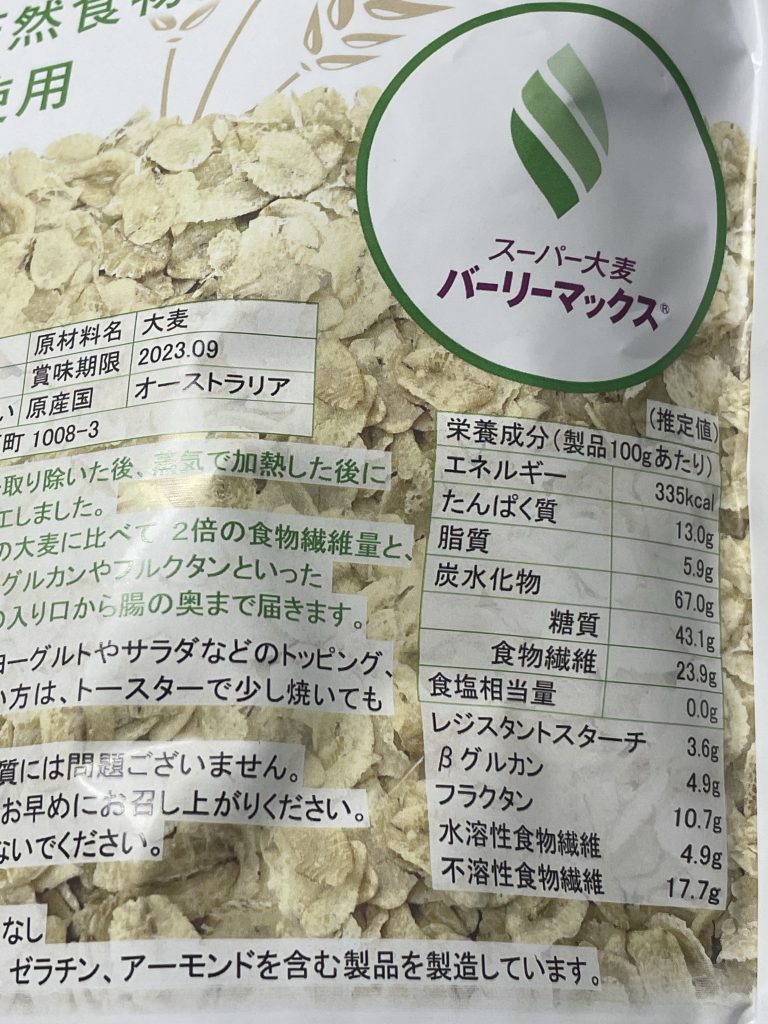 然食物
使用
スーパー大麦
バーリーマックス®
原材料名 大麦
賞味期限 2023.09
い 原産国 オーストラリア
町 1008-3
取り除いた後、蒸気で加熱した後に
工しました。
の大麦に比べて 2倍の食物繊維量と、
グルカンやフルクタンといった
の入り口から腸の奥まで届きます。
ヨーグルトやサラダなどのトッピング、
い方は、トースターで少し焼いても
質には問題ございません。
お早めにお召し上がりください。
ないでください。
なし
ゼラチン、アーモンドを含む製品を製造しています。
(推定値)
栄養成分(製品100gあたり)
エネルギー 335kcal
たんぱく質 13.0g
脂質 5.9g
炭水化物 67.0g
糖質 43.1g
食物繊維 23.9g
食塩相当量 0.0g
レジスタントスターチ 3.6g
βグルカン 4.9g
フラクタン 10.7g
水溶性食物繊維 4.9g
不溶性食物繊維 17.7g